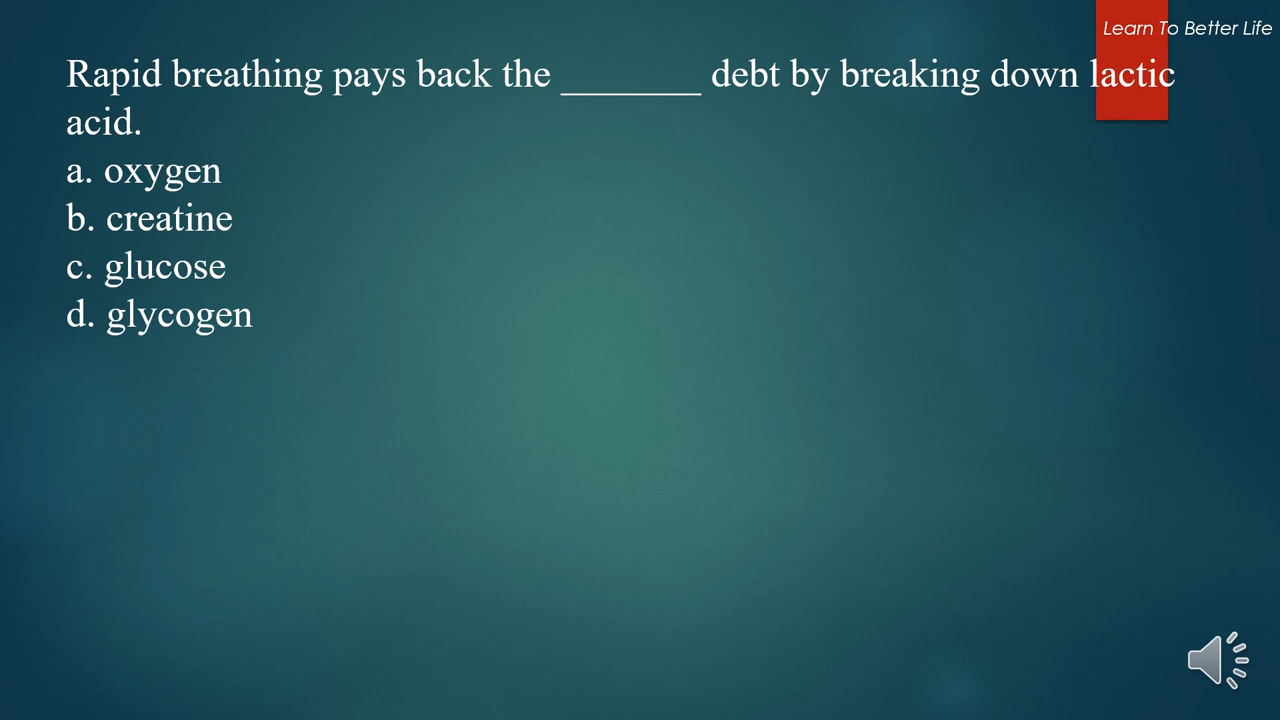 Learn To Better Life
Rapid breathing pays back the _______ debt by breaking down lactic
acid.
a. oxygen
b. creatine
c. glucose
d. glycogen